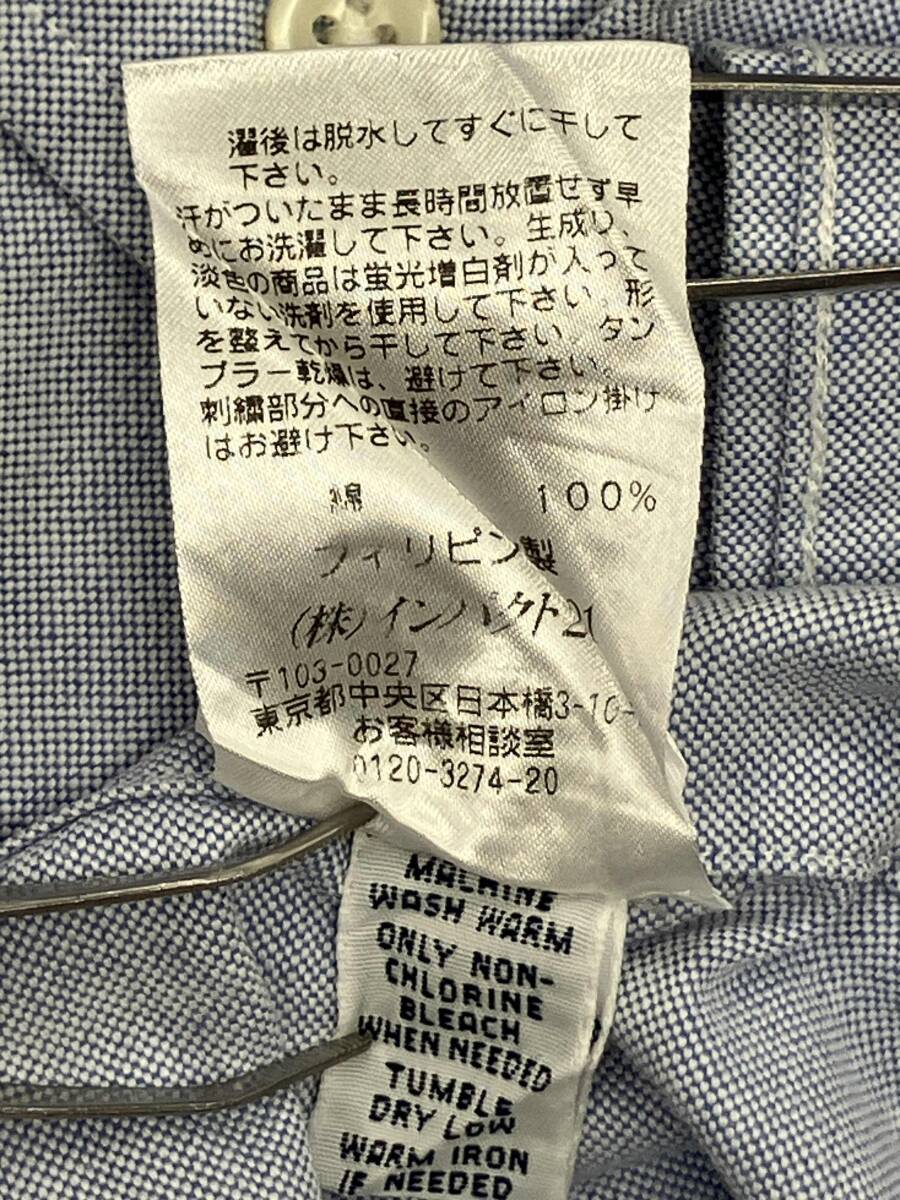 濯後は脱水してすぐに干して
下さい。
汗がついたまま長時間放置せず早
めにお洗濯して下さい。生成り、
淡色の商品は蛍光増白剤が入って
いない洗剤を使用して下さい。形
を整えてから干して下さい。タン
ブラー乾燥は、避けて下さい。
刺繍部分への直接のアイロン掛け
はお避け下さい。
綿 100%
フィリピン製
(株)インパクト21
〒103-0027
東京都中央区日本橋3-10-
お客様相談室
0120-3274-20
MACHINE
WASH WARM
ONLY NON-
CHLORINE
BLEACH
WHEN NEEDED
TUMBLE
DRY LOW
WARM IRON
IF NEEDED